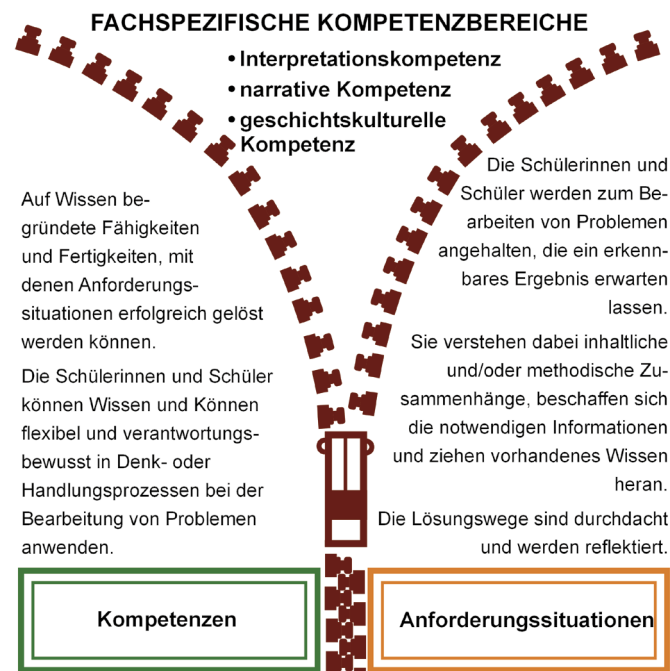 FACHSPEZIFISCHE KOMPETENZBEREICHE
• Interpretationskompetenz
• narrative Kompetenz
• geschichtskulturelle
Kompetenz
Auf Wissen be-
gründete Fähigkeiten
und Fertigkeiten, mit
denen Anforderungs-
situationen erfolgreich gelöst
werden können.
Die Schülerinnen und Schüler
können Wissen und Können
flexibel und verantwortungs-
bewusst in Denk- oder
Handlungsprozessen bei der
Bearbeitung von Problemen
anwenden.
Die Schülerinnen und
Schüler werden zum Be-
arbeiten von Problemen
angehalten, die ein erkenn-
bares Ergebnis erwarten
lassen.
Sie verstehen dabei inhaltliche
und/oder methodische Zu-
sammenhänge, beschaffen sich
die notwendigen Informationen
und ziehen vorhandenes Wissen
heran.
Die Lösungswege sind durchdacht
und werden reflektiert.
Kompetenzen
Anforderungssituationen